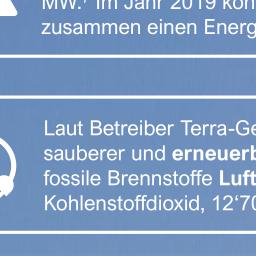 MW. Im Jahr 2019 kon
zusammen einen Energ
Laut Betreiber Terra-Ge
sauberer und erneuerb
fossile Brennstoffe Luft
Kohlenstoffdioxid, 12‘70